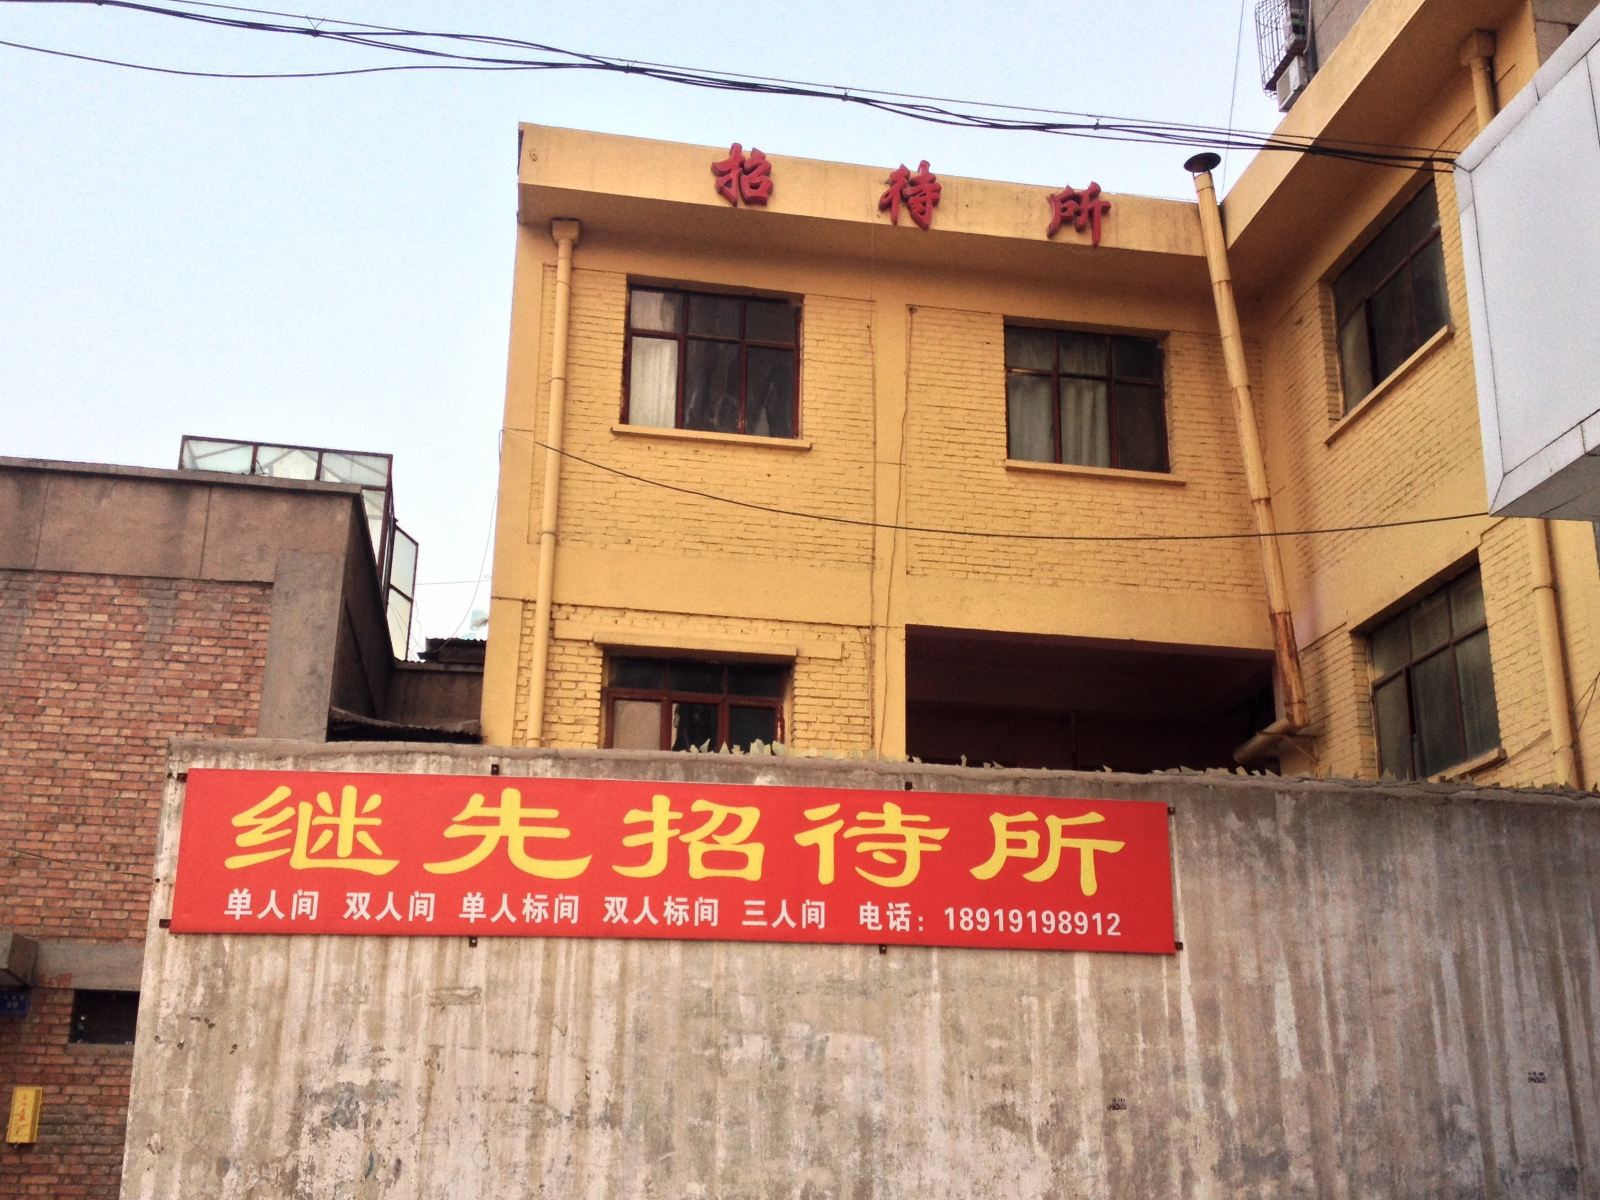 招待所
继先招待所
单人间 双人间 单人标间 双人标间 三人间 电话：18919198912